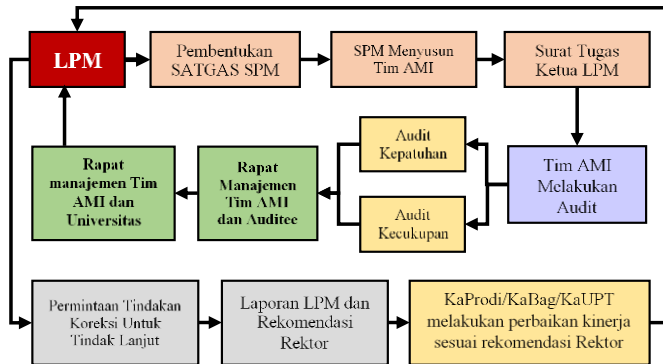 LPM
Pembentukan
SATGAS SPM
SPM Menyusun
Tim AMI
Surat Tugas
Ketua LPM
Rapat
manajemen Tim
AMI dan
Universitas
Rapat
Manajemen
Tim AMI
dan Auditee
Audit
Kepatuhan
Audit
Kecukupan
Tim AMI
Melakukan
Audit
Permintaan Tindakan
Koreksi Untuk
Tindak Lanjut
Laporan LPM dan
Rekomendasi
Rektor
KaProdi/KaBag/KaUPT
melakukan perbaikan kinerja
sesuai rekomendasi Rektor